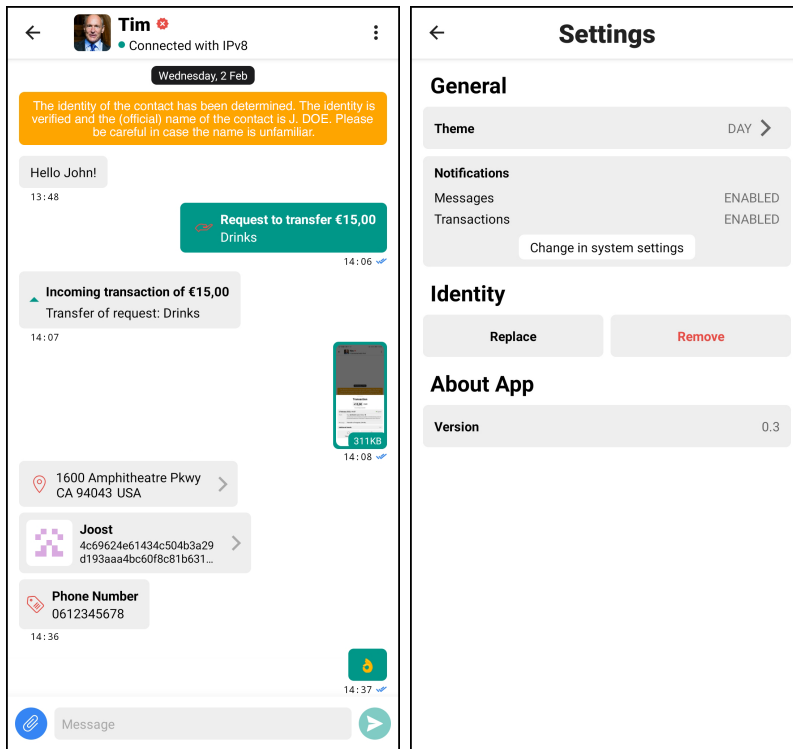 Tim
Connected with IPv8
Wednesday, 2 Feb
The identity of the contact has been determined. The identity is
verified and the (official) name of the contact is J. DOE. Please
be careful in case the name is unfamiliar.
Hello John!
13:48
Request to transfer €15,00
Drinks
14:06
Incoming transaction of €15,00
Transfer of request: Drinks
14:07
311KB
14:08
1600 Amphitheatre Pkwy
CA 94043 USA
Joost
4c69624e61434c504b3a29
d193aaa4bc60f8c81b631...
Phone Number
0612345678
14:36
14:37
Message
Settings
General
Theme
DAY
Notifications
Messages
ENABLED
Transactions
ENABLED
Change in system settings
Identity
Replace
Remove
About App
Version
0.3